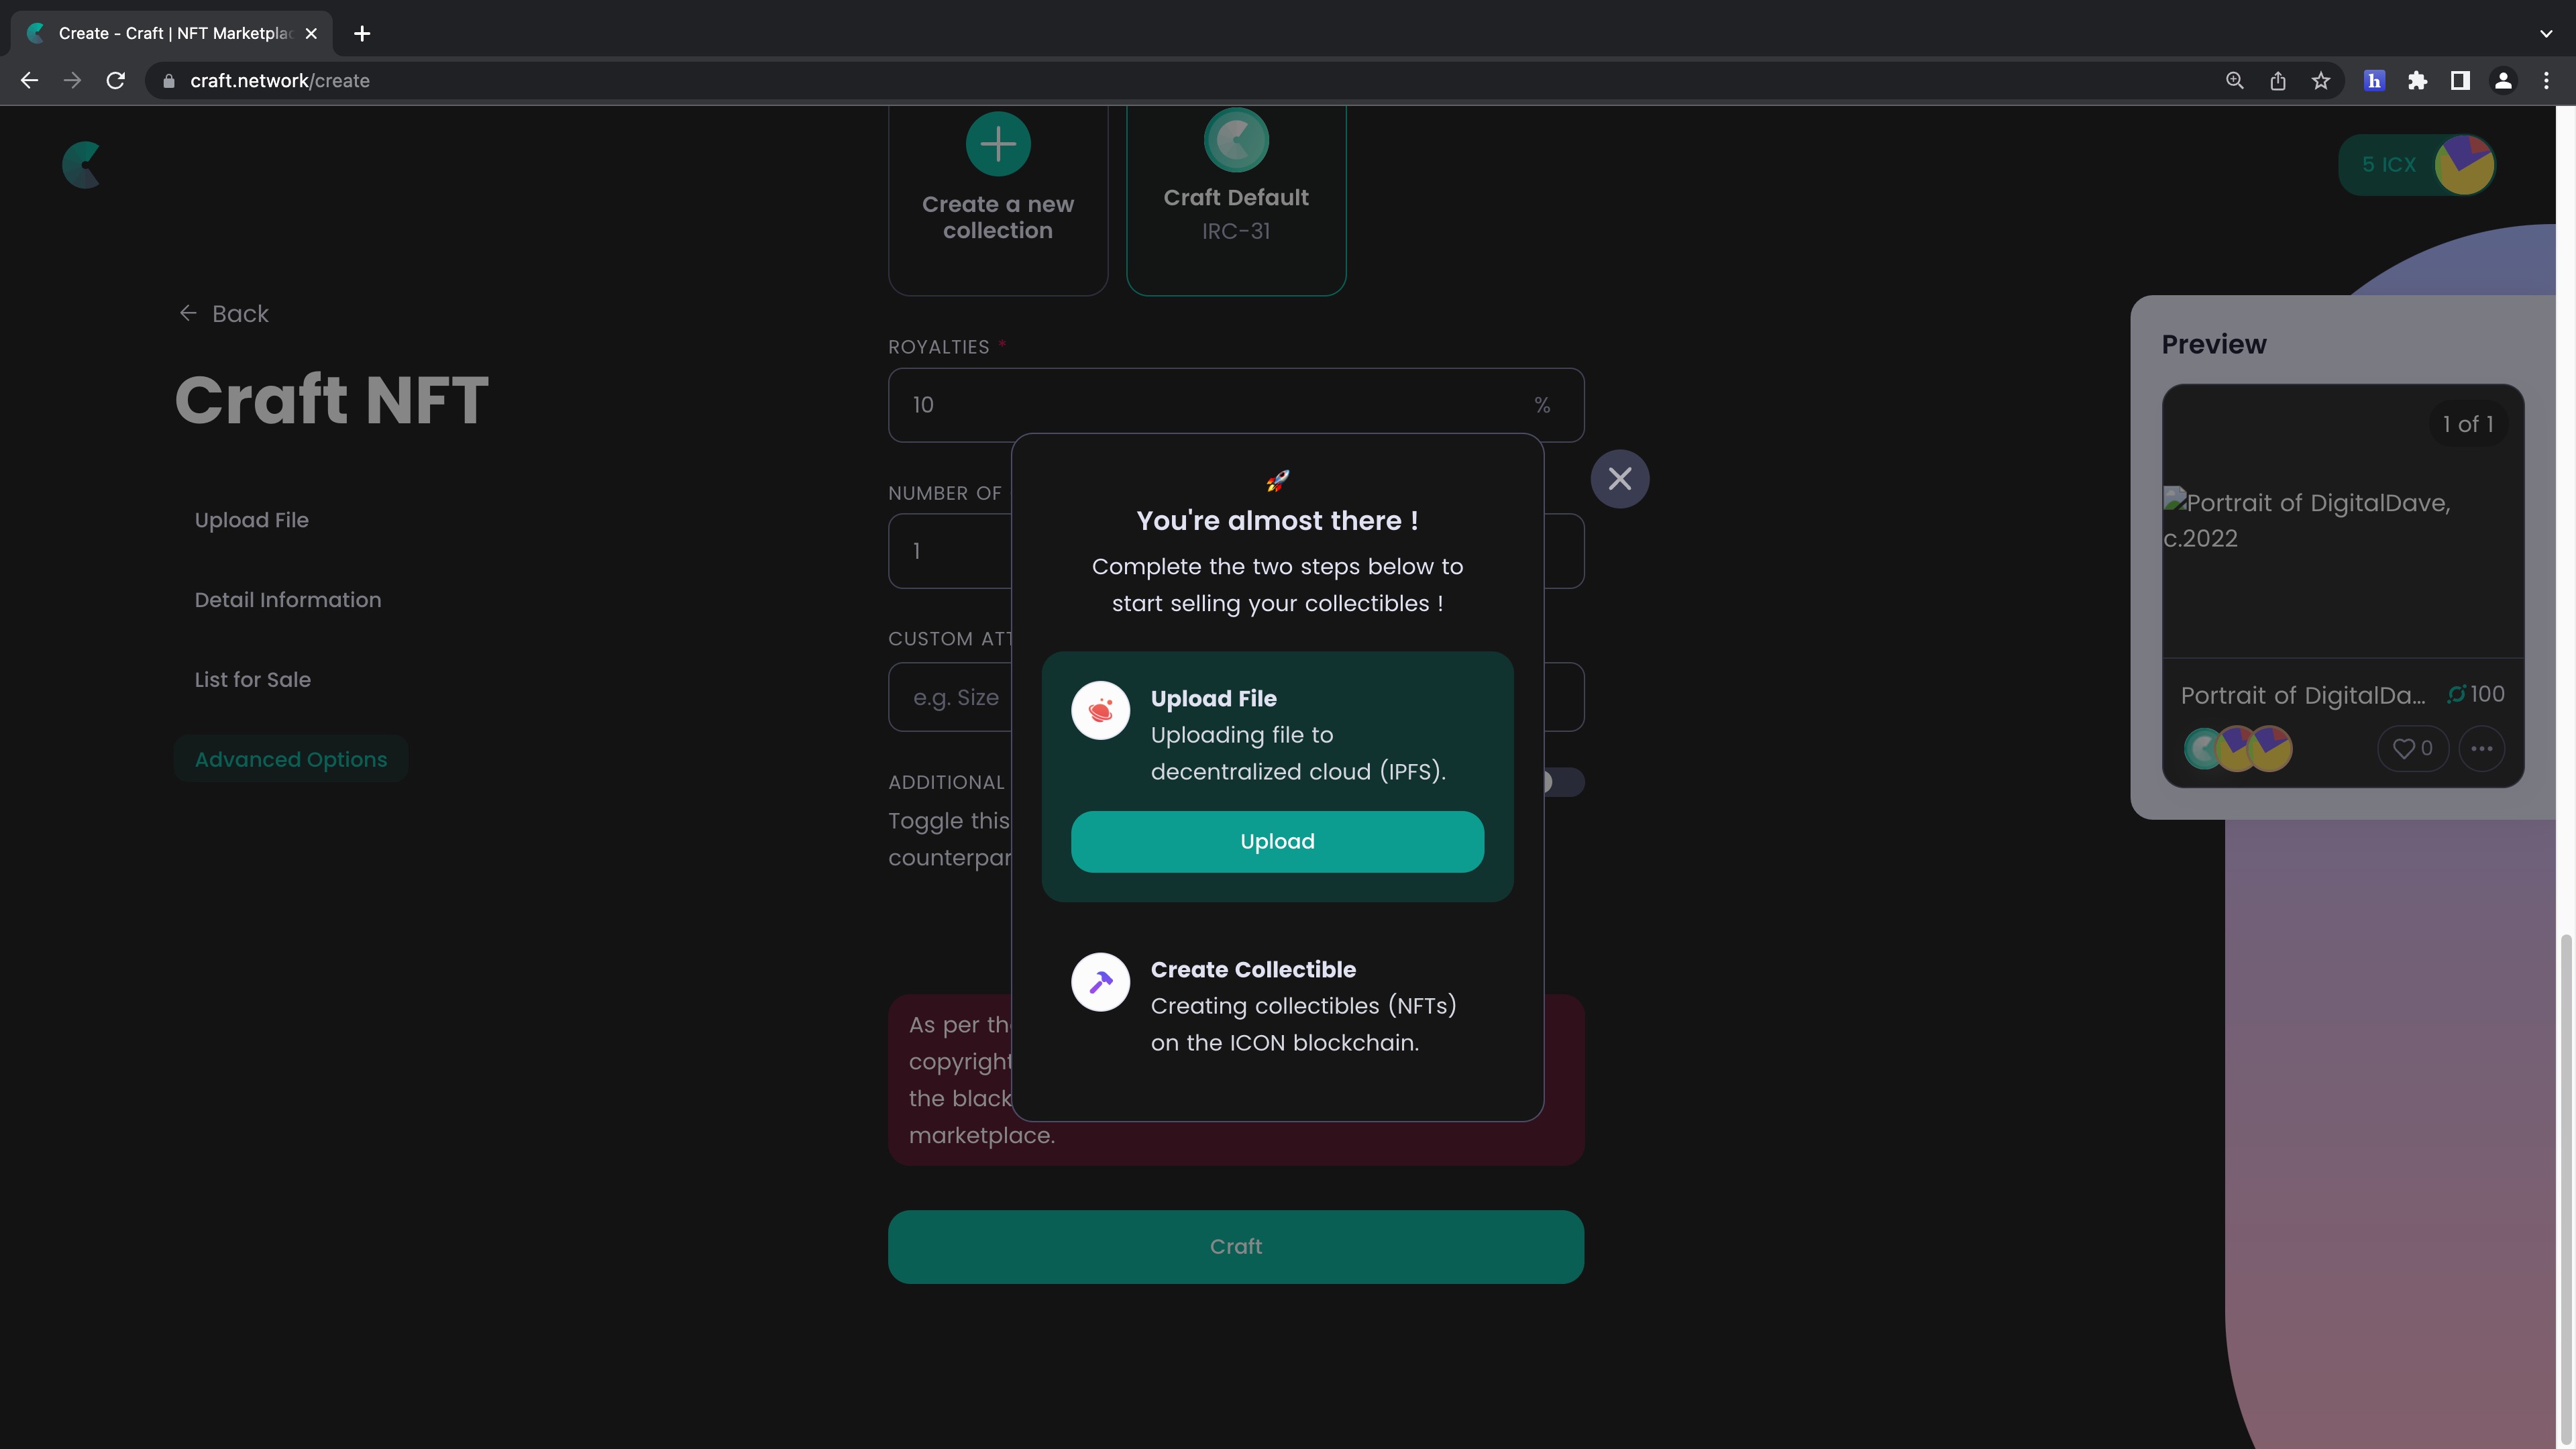 Create - Craft | NFT Marketplac
craft.network/create
h
5 ICX
Create a new
collection
Craft Default
IRC-31
Back
Craft NFT
Upload File
Detail Information
List for Sale
Advanced Options
ROYALTIES *
10 %
NUMBER OF
1
CUSTOM ATT
e.g. Size
ADDITIONAL
Toggle this
counterpar
As per th
copyright
the black
marketplace.
Craft
You're almost there !
Complete the two steps below to
start selling your collectibles !
Upload File
Uploading file to
decentralized cloud (IPFS).
Upload
Create Collectible
Creating collectibles (NFTs)
on the ICON blockchain.
Preview
1 of 1
Portrait of DigitalDave,
c.2022
Portrait of DigitalDa... 100
0